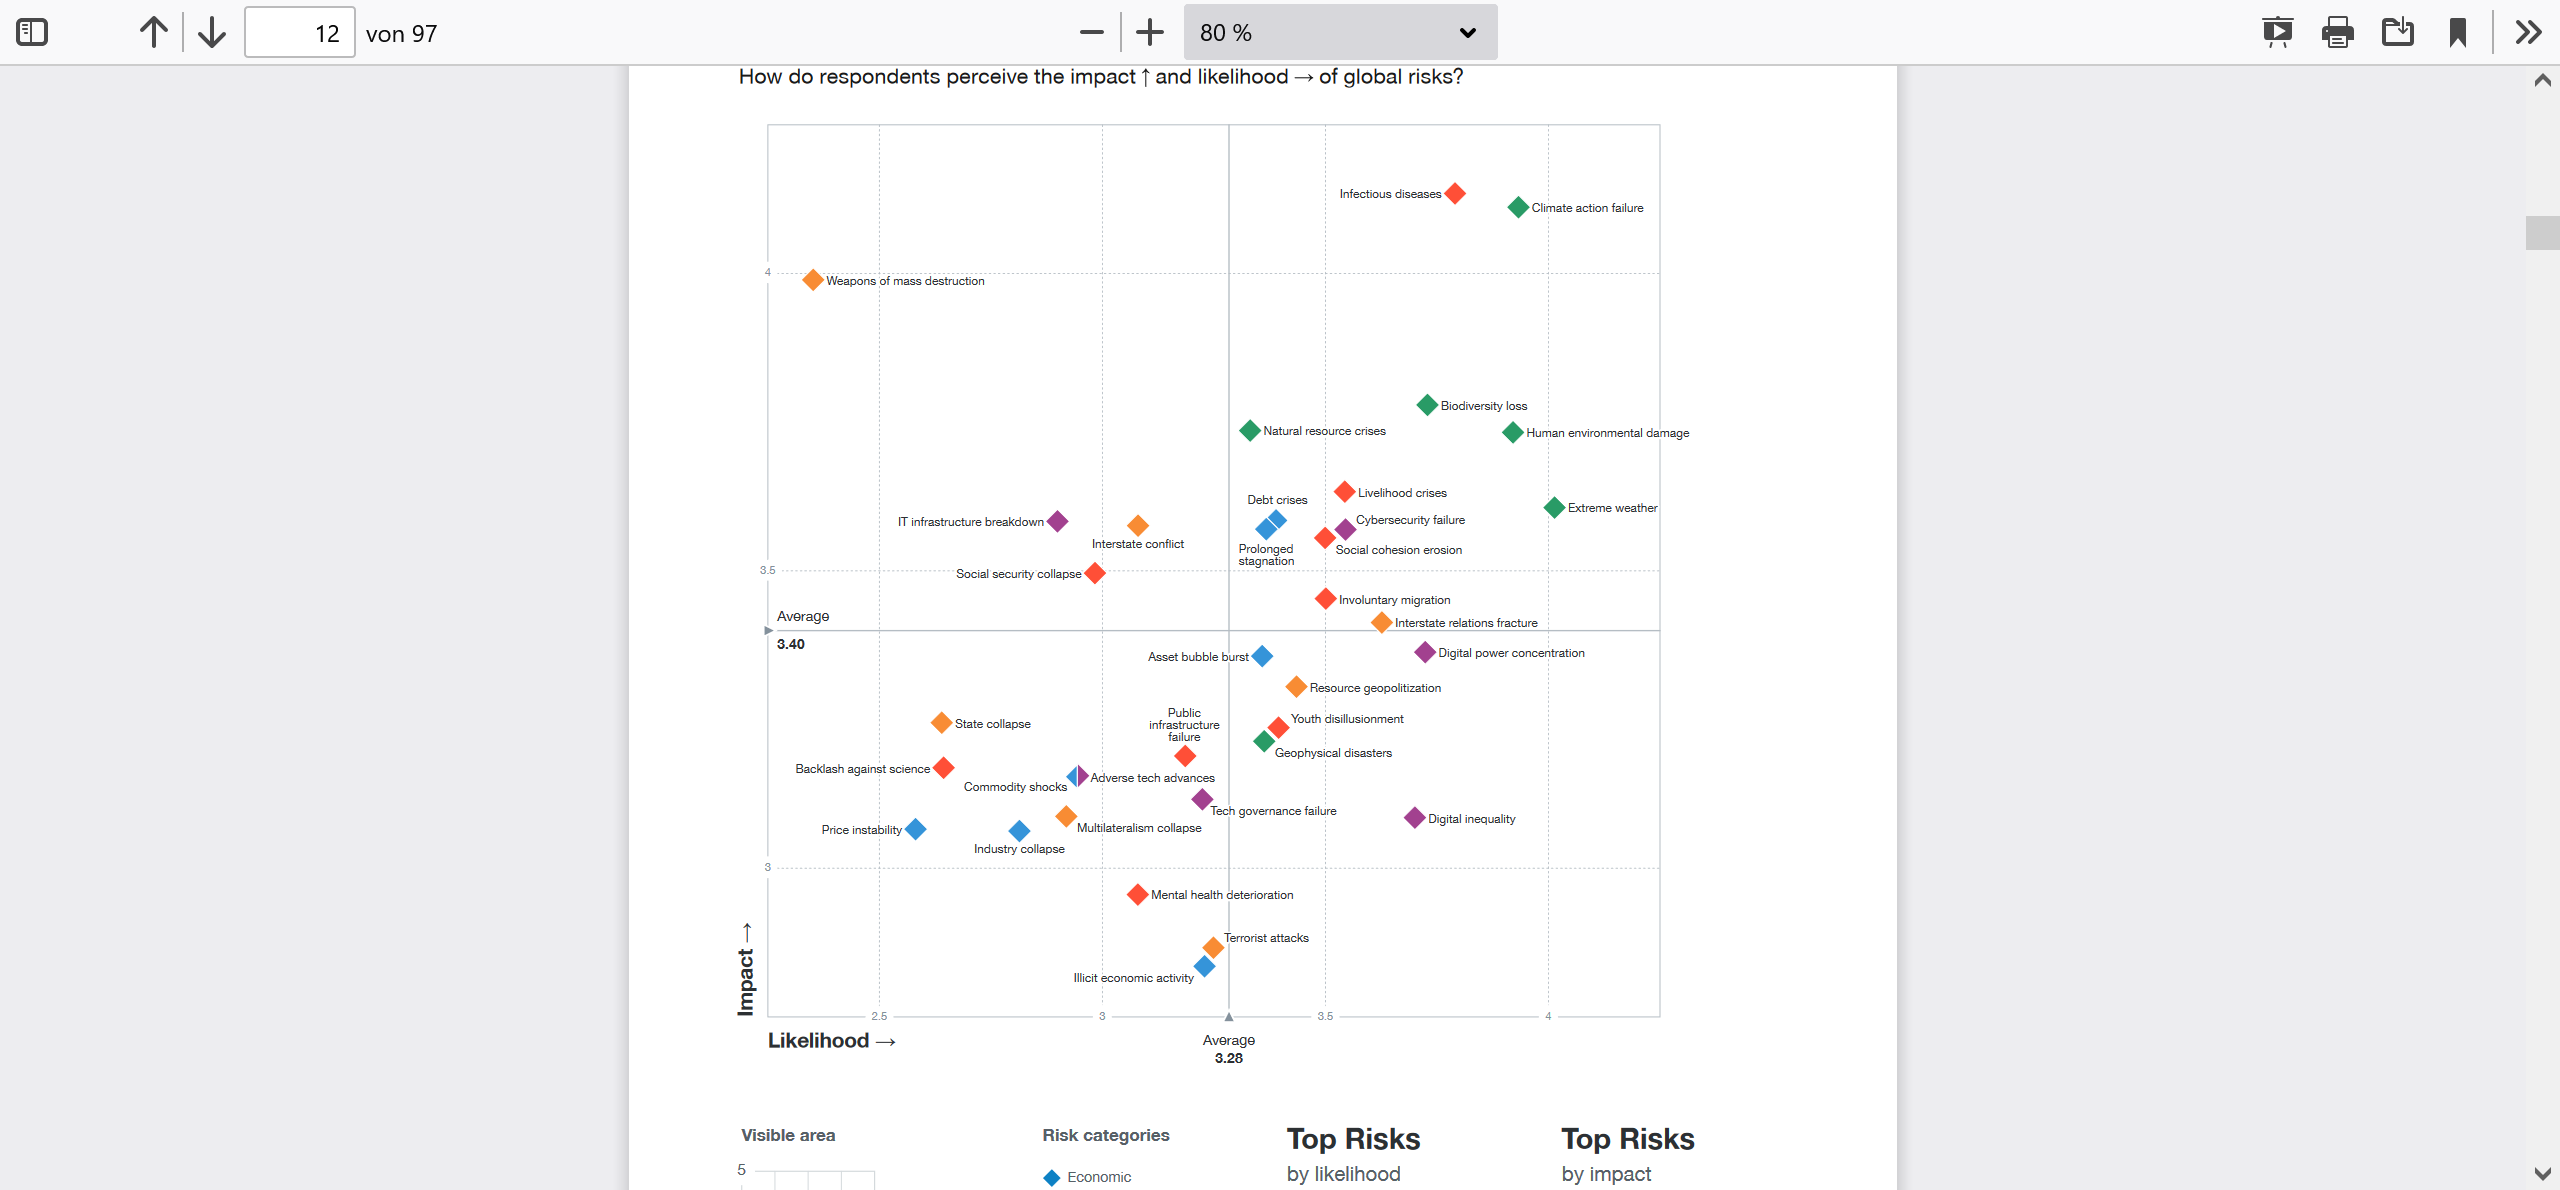 12 von 97
80 %
How do respondents perceive the impact ↑ and likelihood → of global risks?
Infectious diseases
Climate action failure
4
Weapons of mass destruction
Biodiversity loss
Natural resource crises
Human environmental damage
Livelihood crises
Debt crises
Extreme weather
IT infrastructure breakdown
Cybersecurity failure
Interstate conflict
Prolonged
stagnation
Social cohesion erosion
3.5
Social security collapse
Involuntary migration
Average
Interstate relations fracture
3.40
Asset bubble burst
Digital power concentration
Resource geopolitization
Public
infrastructure
failure
State collapse
Youth disillusionment
Geophysical disasters
Backlash against science
Commodity shocks
Adverse tech advances
Tech governance failure
Price instability
Multilateralism collapse
Digital inequality
Industry collapse
3
Mental health deterioration
Terrorist attacks
Illicit economic activity
Impact →
2.5
3
3.5
4
Likelihood →
Average
3.28
Visible area
5
Risk categories
Economic
Top Risks
by likelihood
Top Risks
by impact